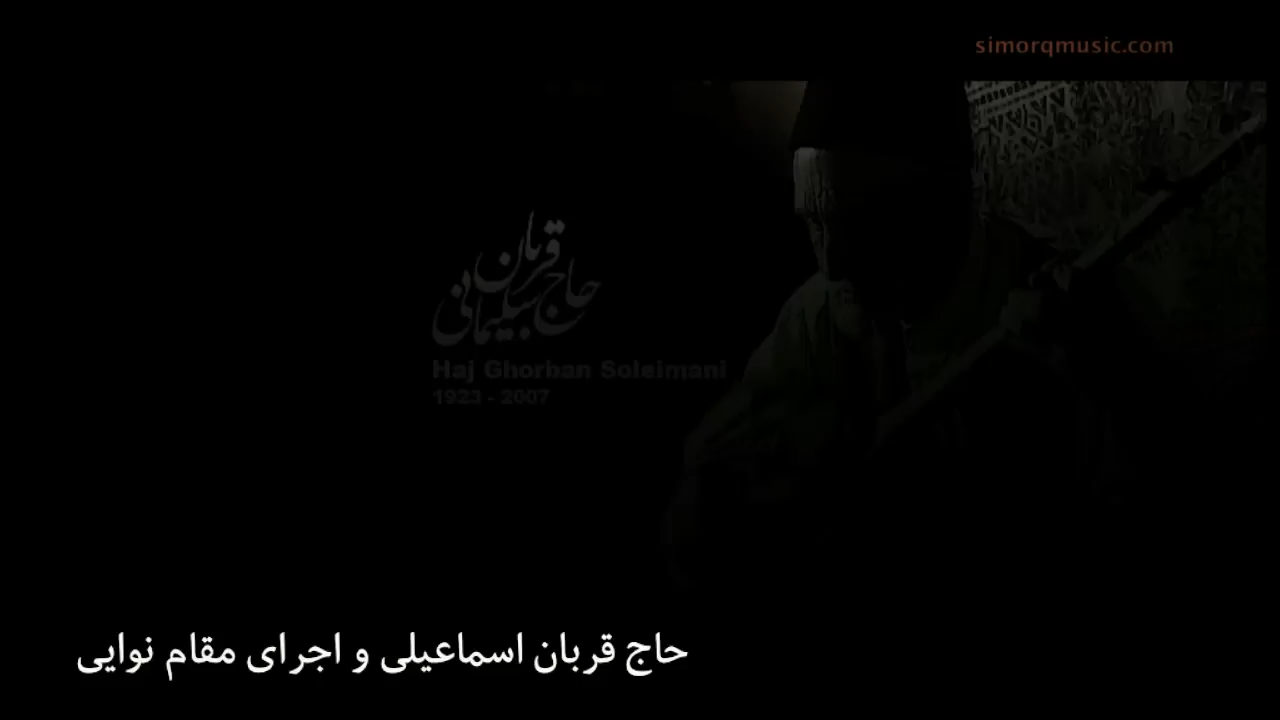 simorqmusic.com
حاج قربان سلیمانی
Haj Ghorban Soleimani
1923 - 2007
حاج قربان اسماعیلی و اجرای مقام نوایی